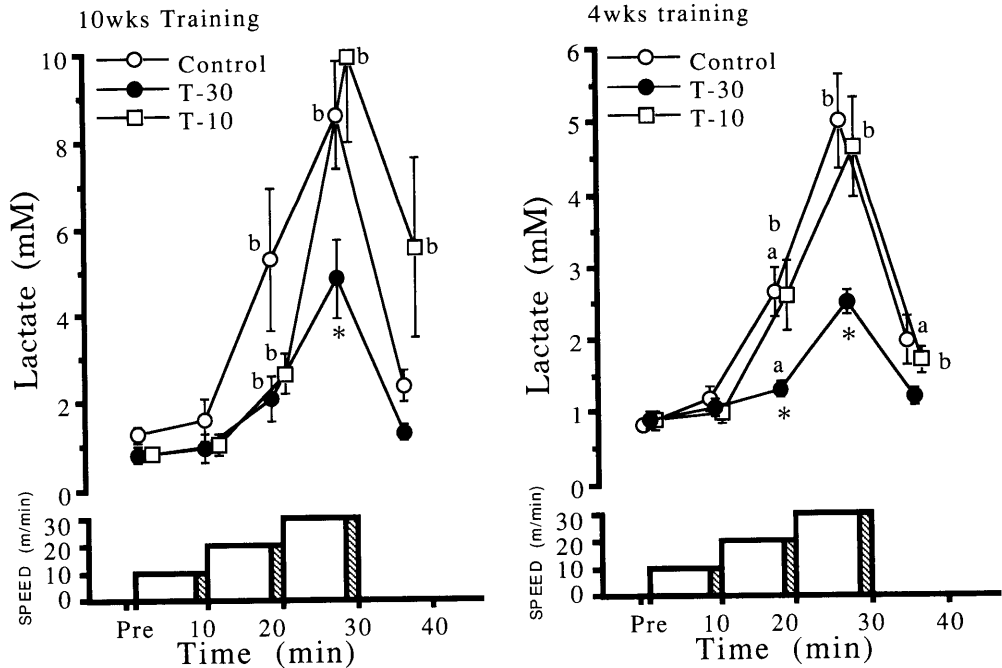 10wks Training
Control
T-30
T-10
Lactate (mM)
10
8
6
4
2
0
b
b
b
b
b
b
*
SPEED (m/min)
30
20
10
0
Pre
10
20
30
40
Time (min)
4wks training
Control
T-30
T-10
Lactate (mM)
6
5
4
3
2
1
0
b
b
b
a
a
*
*
a
b
SPEED (m/min)
30
20
10
0
Pre
10
20
30
40
Time (min)